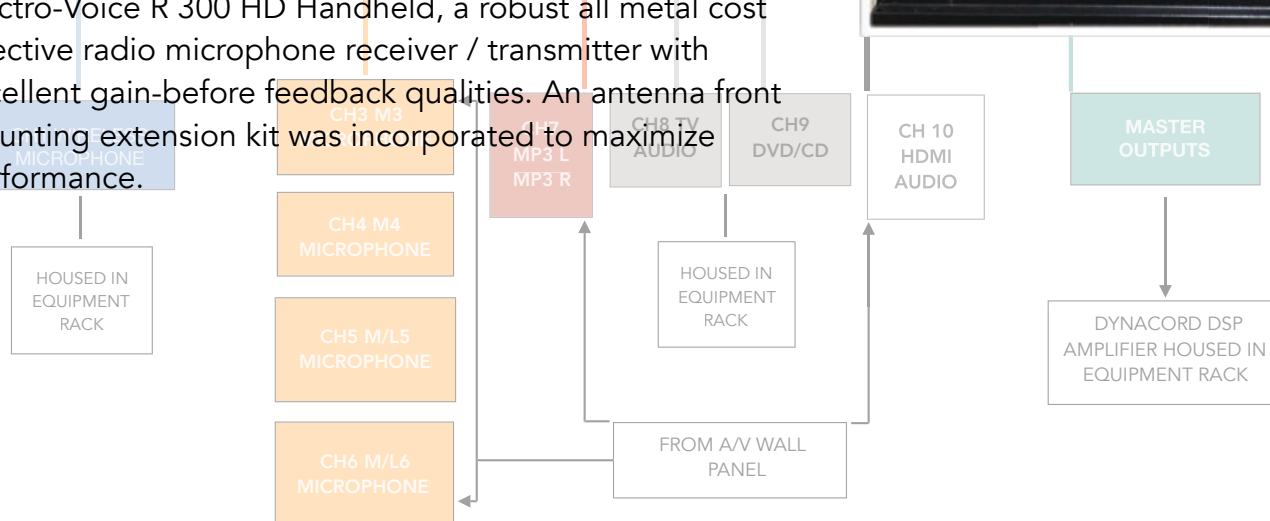 ctro-Voice R 300 HD Handheld, a robust all metal cost
ective radio microphone receiver / transmitter with
cellent gain-before feedback qualities. An antenna front
unting extension kit was incorporated to maximize
formance.
MICROPHONE
CH3 M3
CH4 M4
MICROPHONE
CH5 M/L5
MICROPHONE
CH6 M/L6
MICROPHONE
CH7
MP3 L
MP3 R
CH8 TV
AUDIO
CH9
DVD/CD
CH 10
HDMI
AUDIO
MASTER
OUTPUTS
HOUSED IN
EQUIPMENT
RACK
HOUSED IN
EQUIPMENT
RACK
DYNACORD DSP
AMPLIFIER HOUSED IN
EQUIPMENT RACK
FROM A/V WALL
PANEL